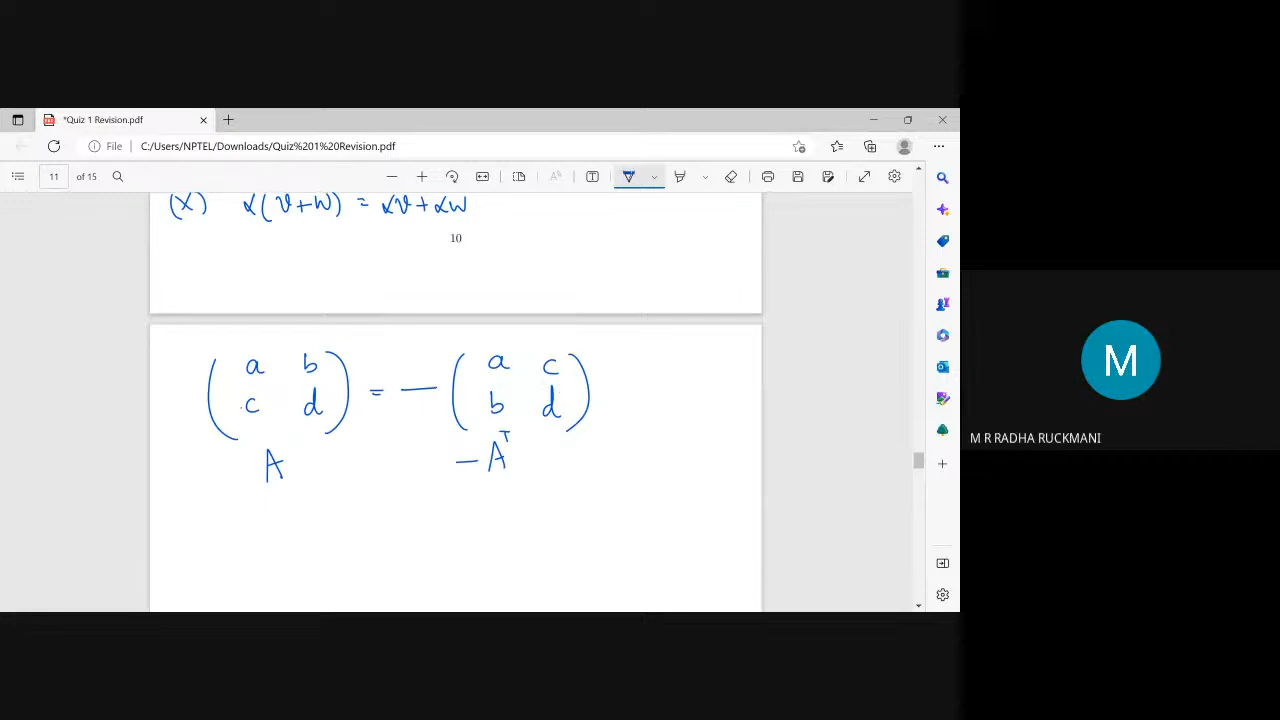 *Quiz 1 Revision.pdf
File C:/Users/NPTEL/Downloads/Quiz%201%20Revision.pdf
11 of 15
(x) α(v+w) = αv+αw
10
( a b ) = − ( a c )
( c d ) ( b d )
A −Aᵀ
M
M R RADHA RUCKMANI